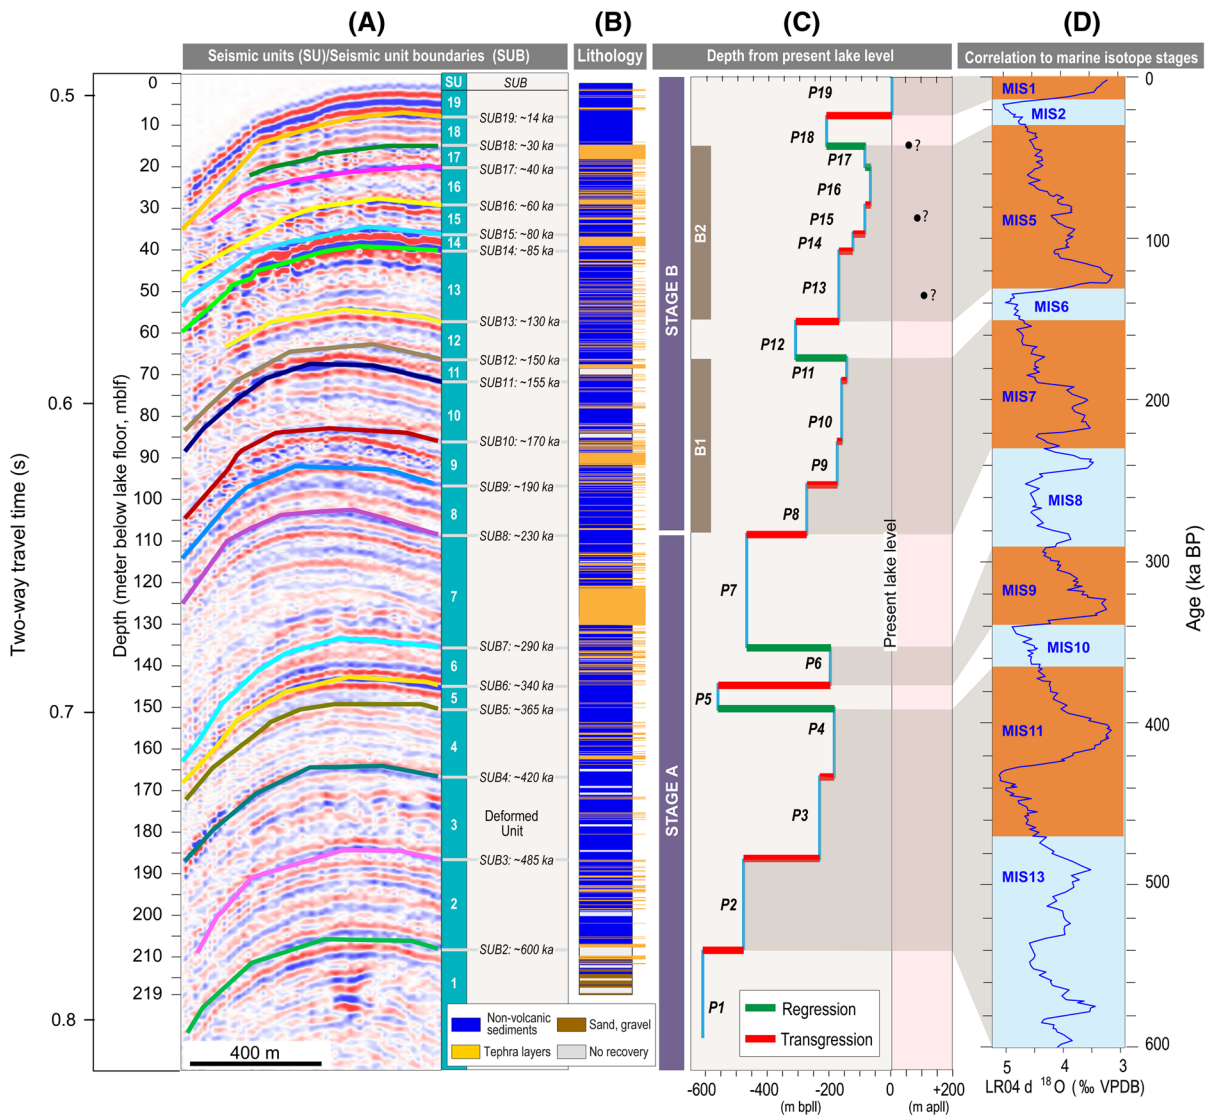 (A)
(B)
(C)
(D)
Seismic units (SU)/Seismic unit boundaries (SUB)
Lithology
Depth from present lake level
Correlation to marine isotope stages
Two-way travel time (s)
0.5
0.6
0.7
0.8
Depth (meter below lake floor, mblf)
0
10
20
30
40
50
60
70
80
90
100
110
120
130
140
150
160
170
180
190
200
210
219
400 m
SU
SUB
19
18
17
16
15
14
13
12
11
10
9
8
7
6
5
4
3
2
1
SUB19: ~14 ka
SUB18: ~30 ka
SUB17: ~40 ka
SUB16: ~60 ka
SUB15: ~80 ka
SUB14: ~85 ka
SUB13: ~130 ka
SUB12: ~150 ka
SUB11: ~155 ka
SUB10: ~170 ka
SUB9: ~190 ka
SUB8: ~230 ka
SUB7: ~290 ka
SUB6: ~340 ka
SUB5: ~365 ka
SUB4: ~420 ka
Deformed
Unit
SUB3: ~485 ka
SUB2: ~600 ka
Non-volcanic
sediments
Sand, gravel
Tephra layers
No recovery
STAGE B
STAGE A
B2
B1
P19
P18
P17
P16
P15
P14
P13
P12
P11
P10
P9
P8
P7
P6
P5
P4
P3
P2
P1
?
?
?
Present lake level
Regression
Transgression
-600
-400
-200
0
+200
(m bpll)
(m apll)
MIS1
MIS2
MIS5
MIS6
MIS7
MIS8
MIS9
MIS10
MIS11
MIS13
0
100
200
300
400
500
600
Age (ka BP)
5
4
3
LR04 d 18O (‰ VPDB)